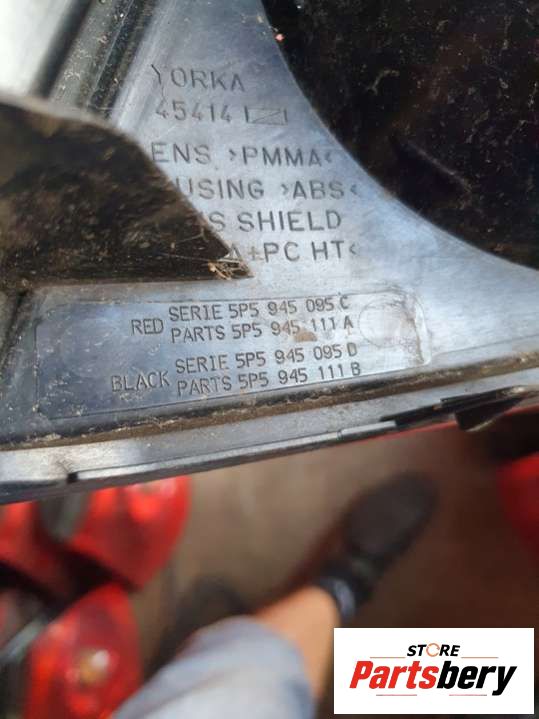 YORKA
45414
ENS >PMMA<
USING >ABS<
S SHIELD
A+PC HT<
RED SERIE 5P5 945 095 C
PARTS 5P5 945 111 A
BLACK SERIE 5P5 945 095 D
PARTS 5P5 945 111 B
STORE
Partsbery